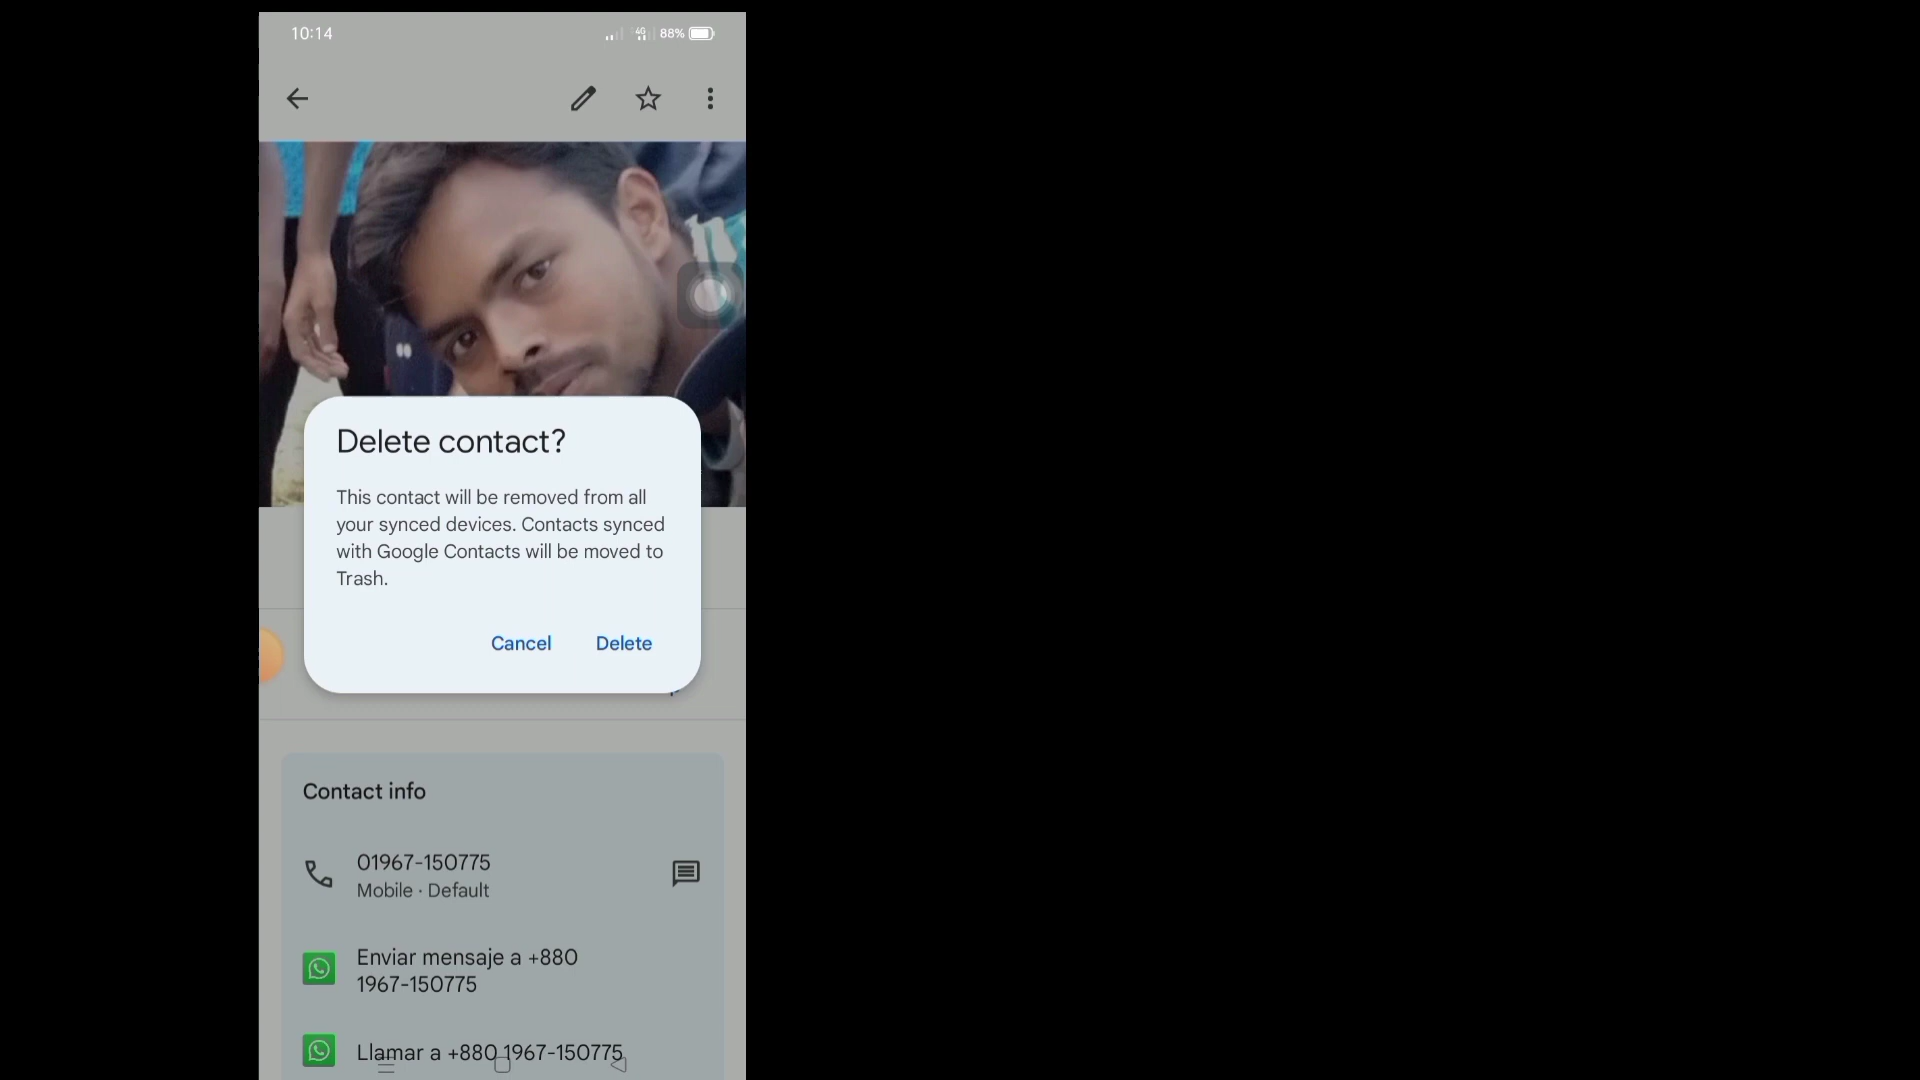 10:14
4G 88%
Delete contact?
This contact will be removed from all
your synced devices. Contacts synced
with Google Contacts will be moved to
Trash.
Cancel Delete
Contact info
01967-150775
Mobile · Default
Enviar mensaje a +880
1967-150775
Llamar a +880 1967-150775